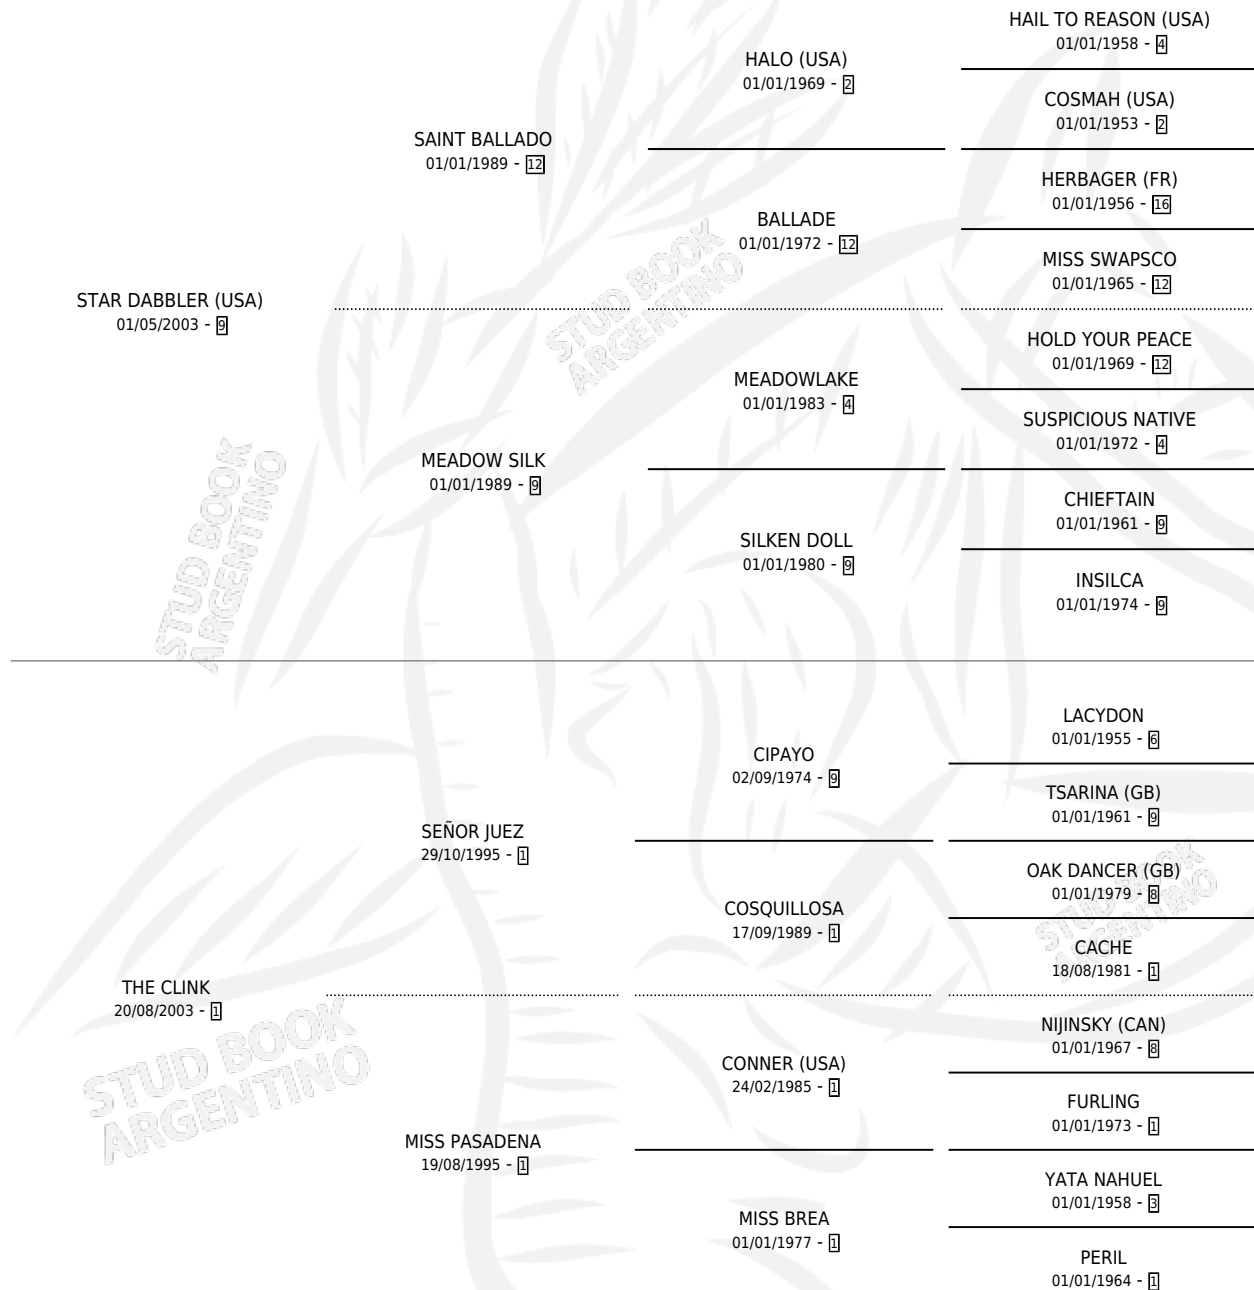 HAIL TO REASON (USA)
01/01/1958 - 4
HALO (USA)
01/01/1969 - 2
COSMAH (USA)
01/01/1953 - 2
SAINT BALLADO
01/01/1989 - 12
HERBAGER (FR)
01/01/1956 - 16
BALLADE
01/01/1972 - 12
MISS SWAPSCO
01/01/1965 - 12
STAR DABBLER (USA)
01/05/2003 - 9
HOLD YOUR PEACE
01/01/1969 - 12
MEADOWLAKE
01/01/1983 - 4
SUSPICIOUS NATIVE
01/01/1972 - 4
MEADOW SILK
01/01/1989 - 9
CHIEFTAIN
01/01/1961 - 9
SILKEN DOLL
01/01/1980 - 9
INSILCA
01/01/1974 - 9
STUD BOOK
ARGENTINO
STUD BOOK
ARGENTINO
LACYDON
01/01/1955 - 6
CIPAYO
02/09/1974 - 9
TSARINA (GB)
01/01/1961 - 9
SEÑOR JUEZ
29/10/1995 - 1
OAK DANCER (GB)
01/01/1979 - 8
COSQUILLOSA
17/09/1989 - 1
CACHE
18/08/1981 - 1
THE CLINK
20/08/2003 - 1
NIJINSKY (CAN)
01/01/1967 - 8
CONNER (USA)
24/02/1985 - 1
FURLING
01/01/1973 - 1
MISS PASADENA
19/08/1995 - 1
YATA NAHUEL
01/01/1958 - 3
MISS BREA
01/01/1977 - 1
PERIL
01/01/1964 - 1
STUD BOOK
ARGENTINO
STUD BOOK
ARGENTINO